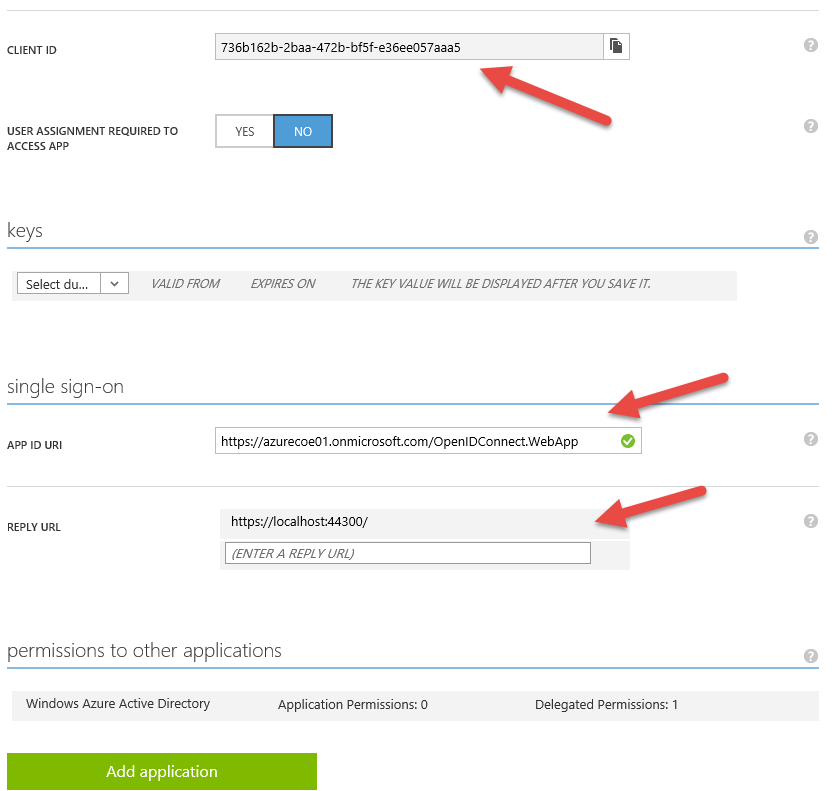 CLIENT ID
736b162b-2baa-472b-bf5f-e36ee057aaa5
USER ASSIGNMENT REQUIRED TO
ACCESS APP
YES
NO
keys
Select du...
VALID FROM
EXPIRES ON
THE KEY VALUE WILL BE DISPLAYED AFTER YOU SAVE IT.
single sign-on
APP ID URI
https://azurecoe01.onmicrosoft.com/OpenIDConnect.WebApp
REPLY URL
https://localhost:44300/
(ENTER A REPLY URL)
permissions to other applications
Windows Azure Active Directory
Application Permissions: 0
Delegated Permissions: 1
Add application